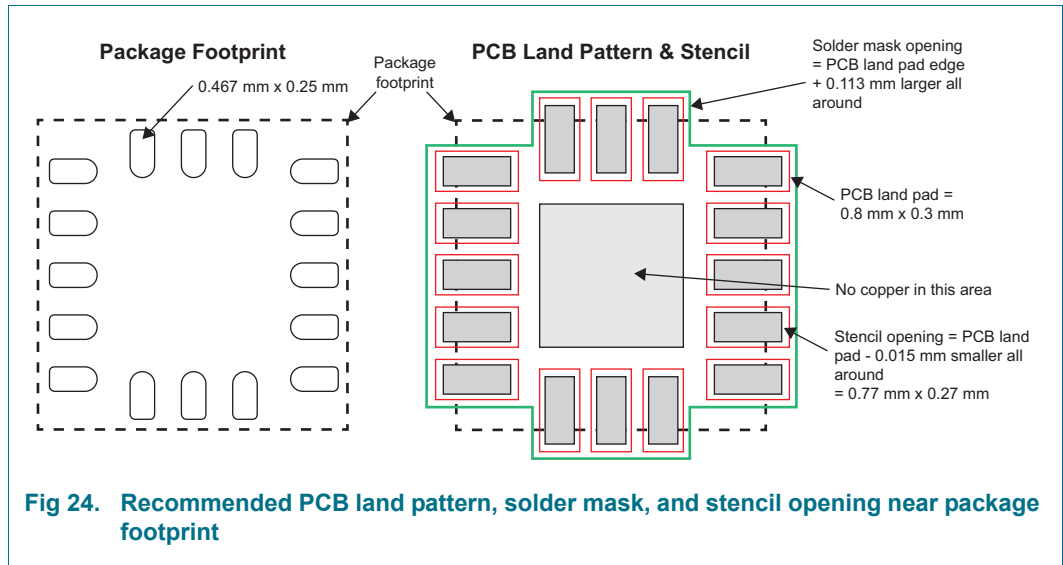 Package Footprint
0.467 mm x 0.25 mm
Package
footprint
PCB Land Pattern & Stencil
Solder mask opening
= PCB land pad edge
+ 0.113 mm larger all
around
PCB land pad =
0.8 mm x 0.3 mm
No copper in this area
Stencil opening = PCB land
pad - 0.015 mm smaller all
around
= 0.77 mm x 0.27 mm
Fig 24. Recommended PCB land pattern, solder mask, and stencil opening near package
footprint